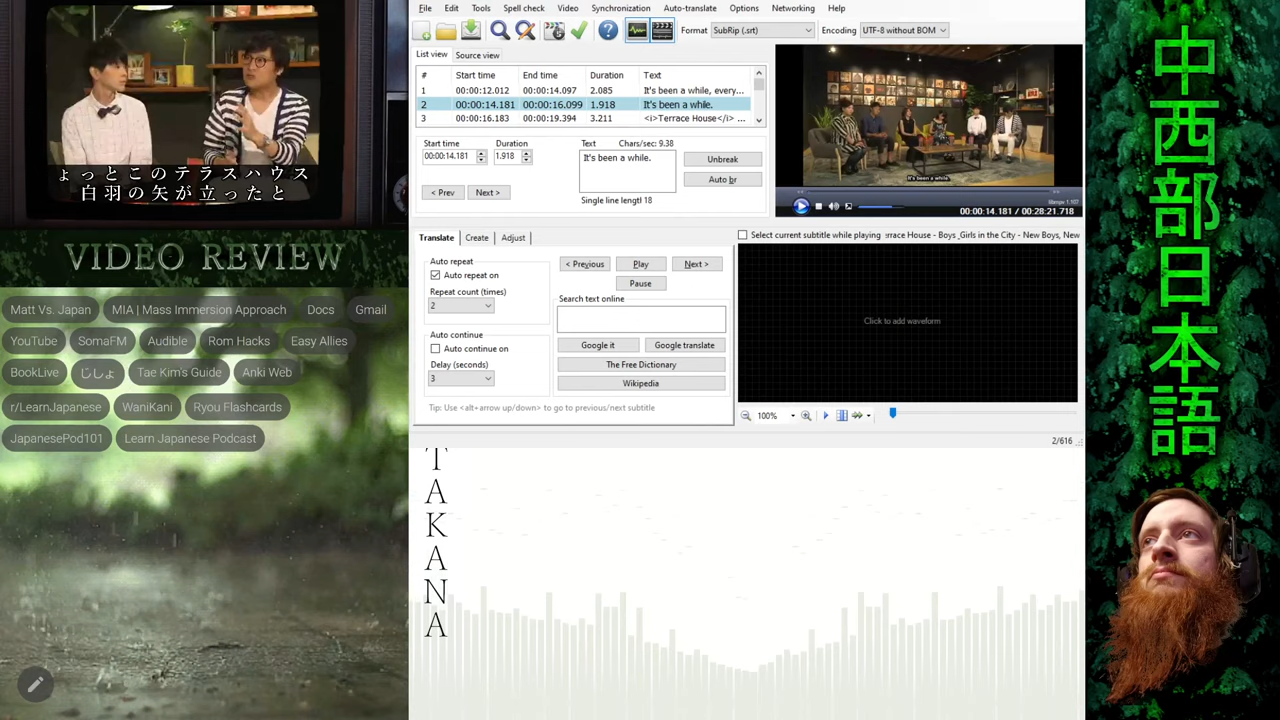 ょっとこのテラスハウス
白羽の矢が立ったと
VIDEO REVIEW
Matt Vs. Japan
MIA | Mass Immersion Approach
Docs
Gmail
YouTube
SomaFM
Audible
Rom Hacks
Easy Allies
BookLive
じしょ
Tae Kim's Guide
Anki Web
r/LearnJapanese
WaniKani
Ryou Flashcards
JapanesePod101
Learn Japanese Podcast
File Edit Tools Spell check Video Synchronization Auto-translate Options Networking Help
Format SubRip (.srt) Encoding UTF-8 without BOM
List view Source view
# Start time End time Duration Text
1 00:00:12.012 00:00:14.097 2.085 It's been a while, every...
2 00:00:14.181 00:00:16.099 1.918 It's been a while.
3 00:00:16.183 00:00:19.394 3.211 <i>Terrace House</i> ...
Start time Duration
00:00:14.181 1.918
Text Chars/sec: 9.38
It's been a while.
Unbreak
Auto br
< Prev Next >
Single line length: 18
It's been a while.
00:00:14.181 / 00:28:21.718
Translate Create Adjust
Auto repeat
Auto repeat on
Repeat count (times)
2
Auto continue
Auto continue on
Delay (seconds)
3
< Previous Play Next >
Pause
Search text online
Google it Google translate
The Free Dictionary
Wikipedia
Tip: Use <alt+arrow up/down> to go to previous/next subtitle
Select current subtitle while playing
:rrace House - Boys _Girls in the City - New Boys, New
Click to add waveform
100%
2/616
T
A
K
A
N
A
中西部日本語